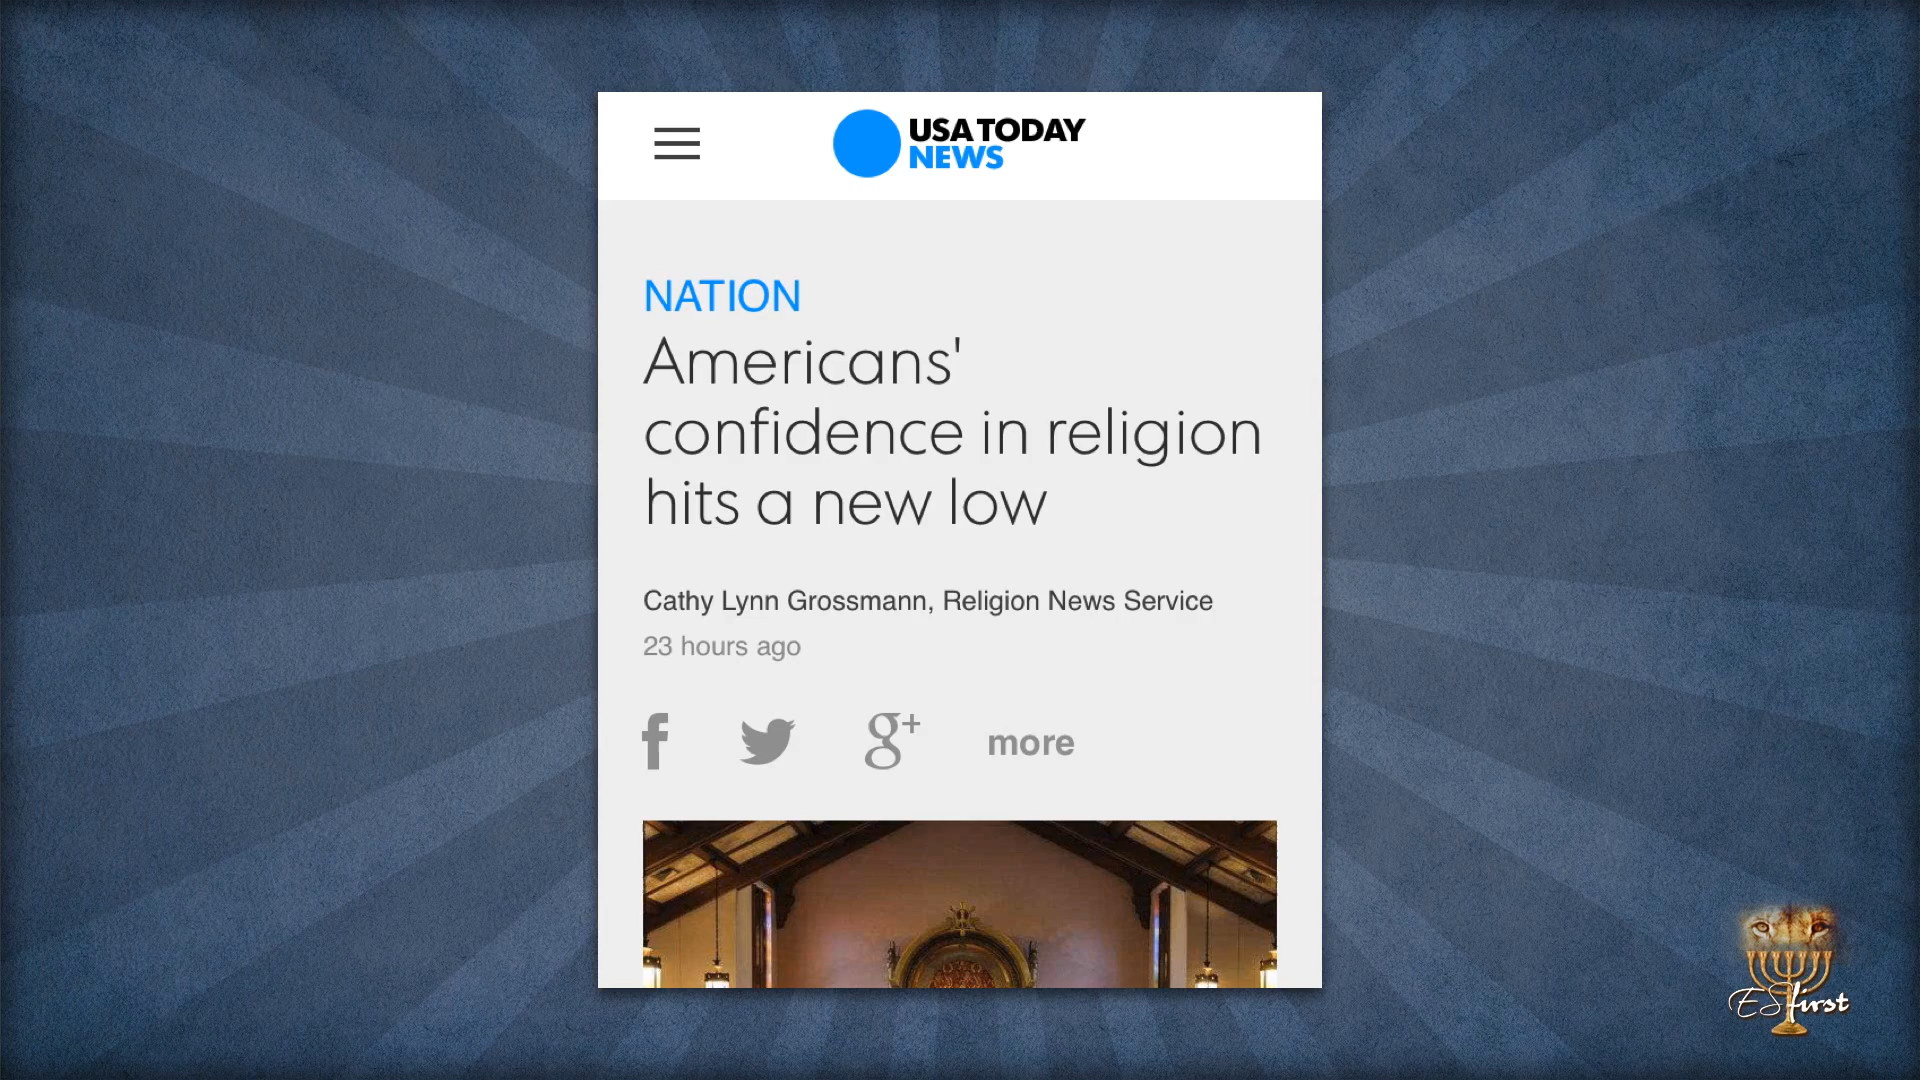 USA TODAY
NEWS
NATION
Americans'
confidence in religion
hits a new low
Cathy Lynn Grossmann, Religion News Service
23 hours ago
f
g+
more
ESfirst